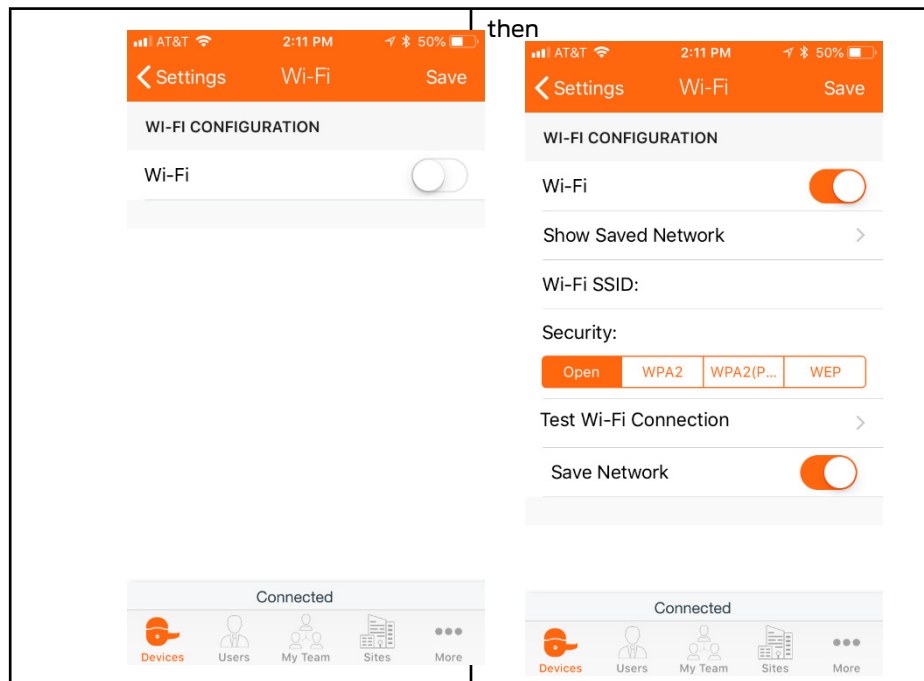 AT&T 2:11 PM 50%
Settings Wi-Fi Save
WI-FI CONFIGURATION
Wi-Fi
Connected
Devices Users My Team Sites More
then
AT&T 2:11 PM 50%
Settings Wi-Fi Save
WI-FI CONFIGURATION
Wi-Fi
Show Saved Network
Wi-Fi SSID:
Security:
Open WPA2 WPA2(P... WEP
Test Wi-Fi Connection
Save Network
Connected
Devices Users My Team Sites More